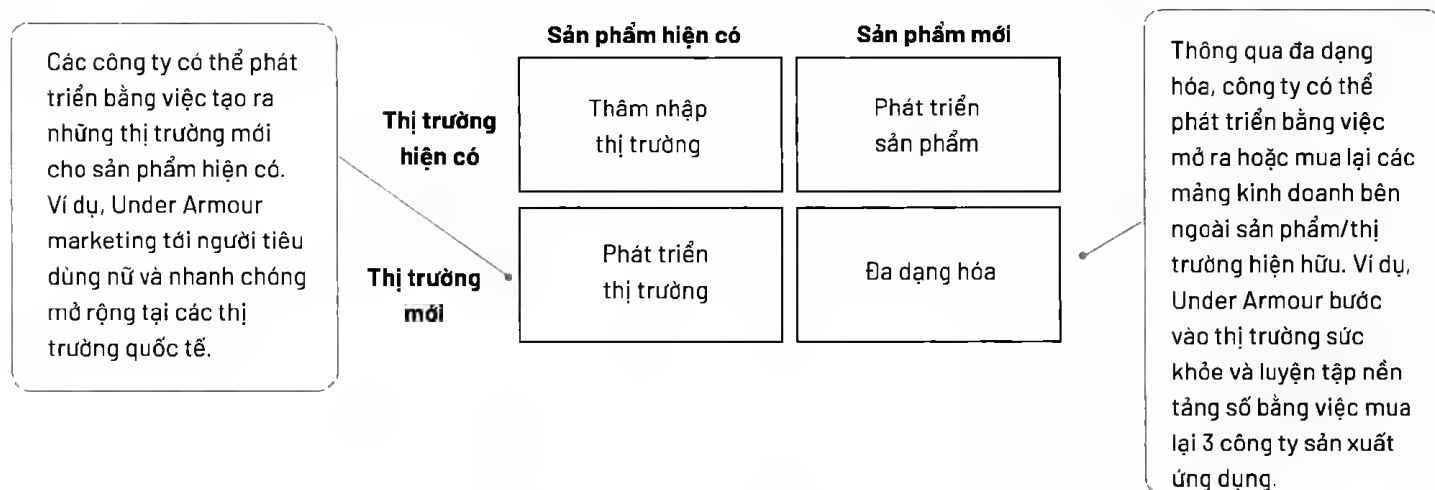 Các công ty có thể phát
triển bằng việc tạo ra
những thị trường mới
cho sản phẩm hiện có.
Ví dụ, Under Armour
marketing tới người tiêu
dùng nữ và nhanh chóng
mở rộng tại các thị
trường quốc tế.
Sản phẩm hiện có
Sản phẩm mới
Thị trường
hiện có
Thâm nhập
thị trường
Phát triển
sản phẩm
Thị trường
mới
Phát triển
thị trường
Đa dạng hóa
Thông qua đa dạng
hóa, công ty có thể
phát triển bằng việc
mở ra hoặc mua lại các
mảng kinh doanh bên
ngoài sản phẩm/thị
trường hiện hữu. Ví dụ,
Under Armour bước
vào thị trường sức
khỏe và luyện tập nền
tảng số bằng việc mua
lại 3 công ty sản xuất
ứng dụng.